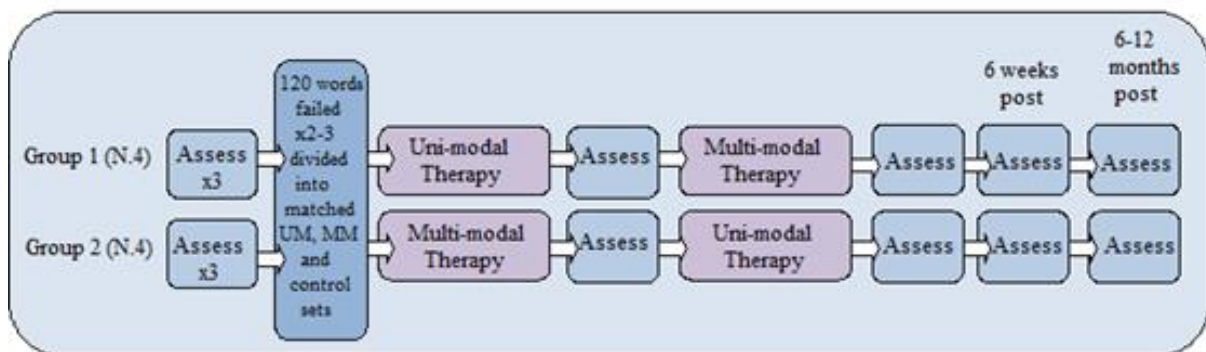 6 weeks
post
6-12
months
post
120 words
failed
x2-3
divided
into
matched
UM, MM
and
control
sets
Group 1 (N.4)
Assess
x3
Uni-modal
Therapy
Assess
Multi-modal
Therapy
Assess
Assess
Assess
Group 2 (N.4)
Assess
x3
Multi-modal
Therapy
Assess
Uni-modal
Therapy
Assess
Assess
Assess